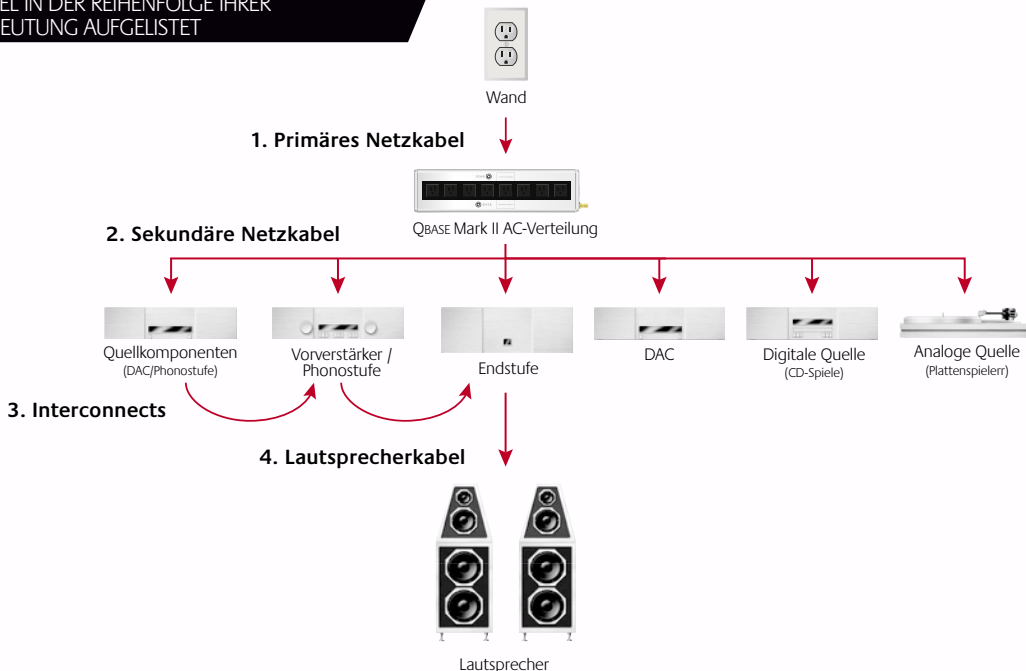 EL IN DER REIHENFOLGE IHRER
EUTUNG AUFGELISTET
Wand
1. Primäres Netzkabel
QBASE Mark II AC-Verteilung
2. Sekundäre Netzkabel
Quellkomponenten
(DAC/Phonostufe)
Vorverstärker /
Phonostufe
Endstufe
DAC
Digitale Quelle
(CD-Spiele)
Analoge Quelle
(Plattenspielerr)
3. Interconnects
4. Lautsprecherkabel
Lautsprecher